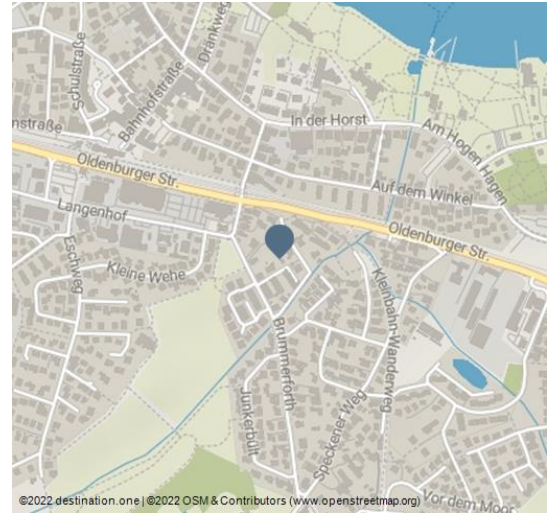 Schulstraße
Bahnhofstraße
Dränkweg
nstraße
In der Horst
Am Hogen Hagen
Oldenburger Str.
Auf dem Winkel
Langenhof
Oldenburger Str.
Eschweg
Kleine Wehe
Kleinbahn-Wanderweg
Brummerforth
Junkerbült
Speckener Weg
Vor dem Moor
©2022 destination.one | ©2022 OSM & Contributors (www.openstreetmap.org)